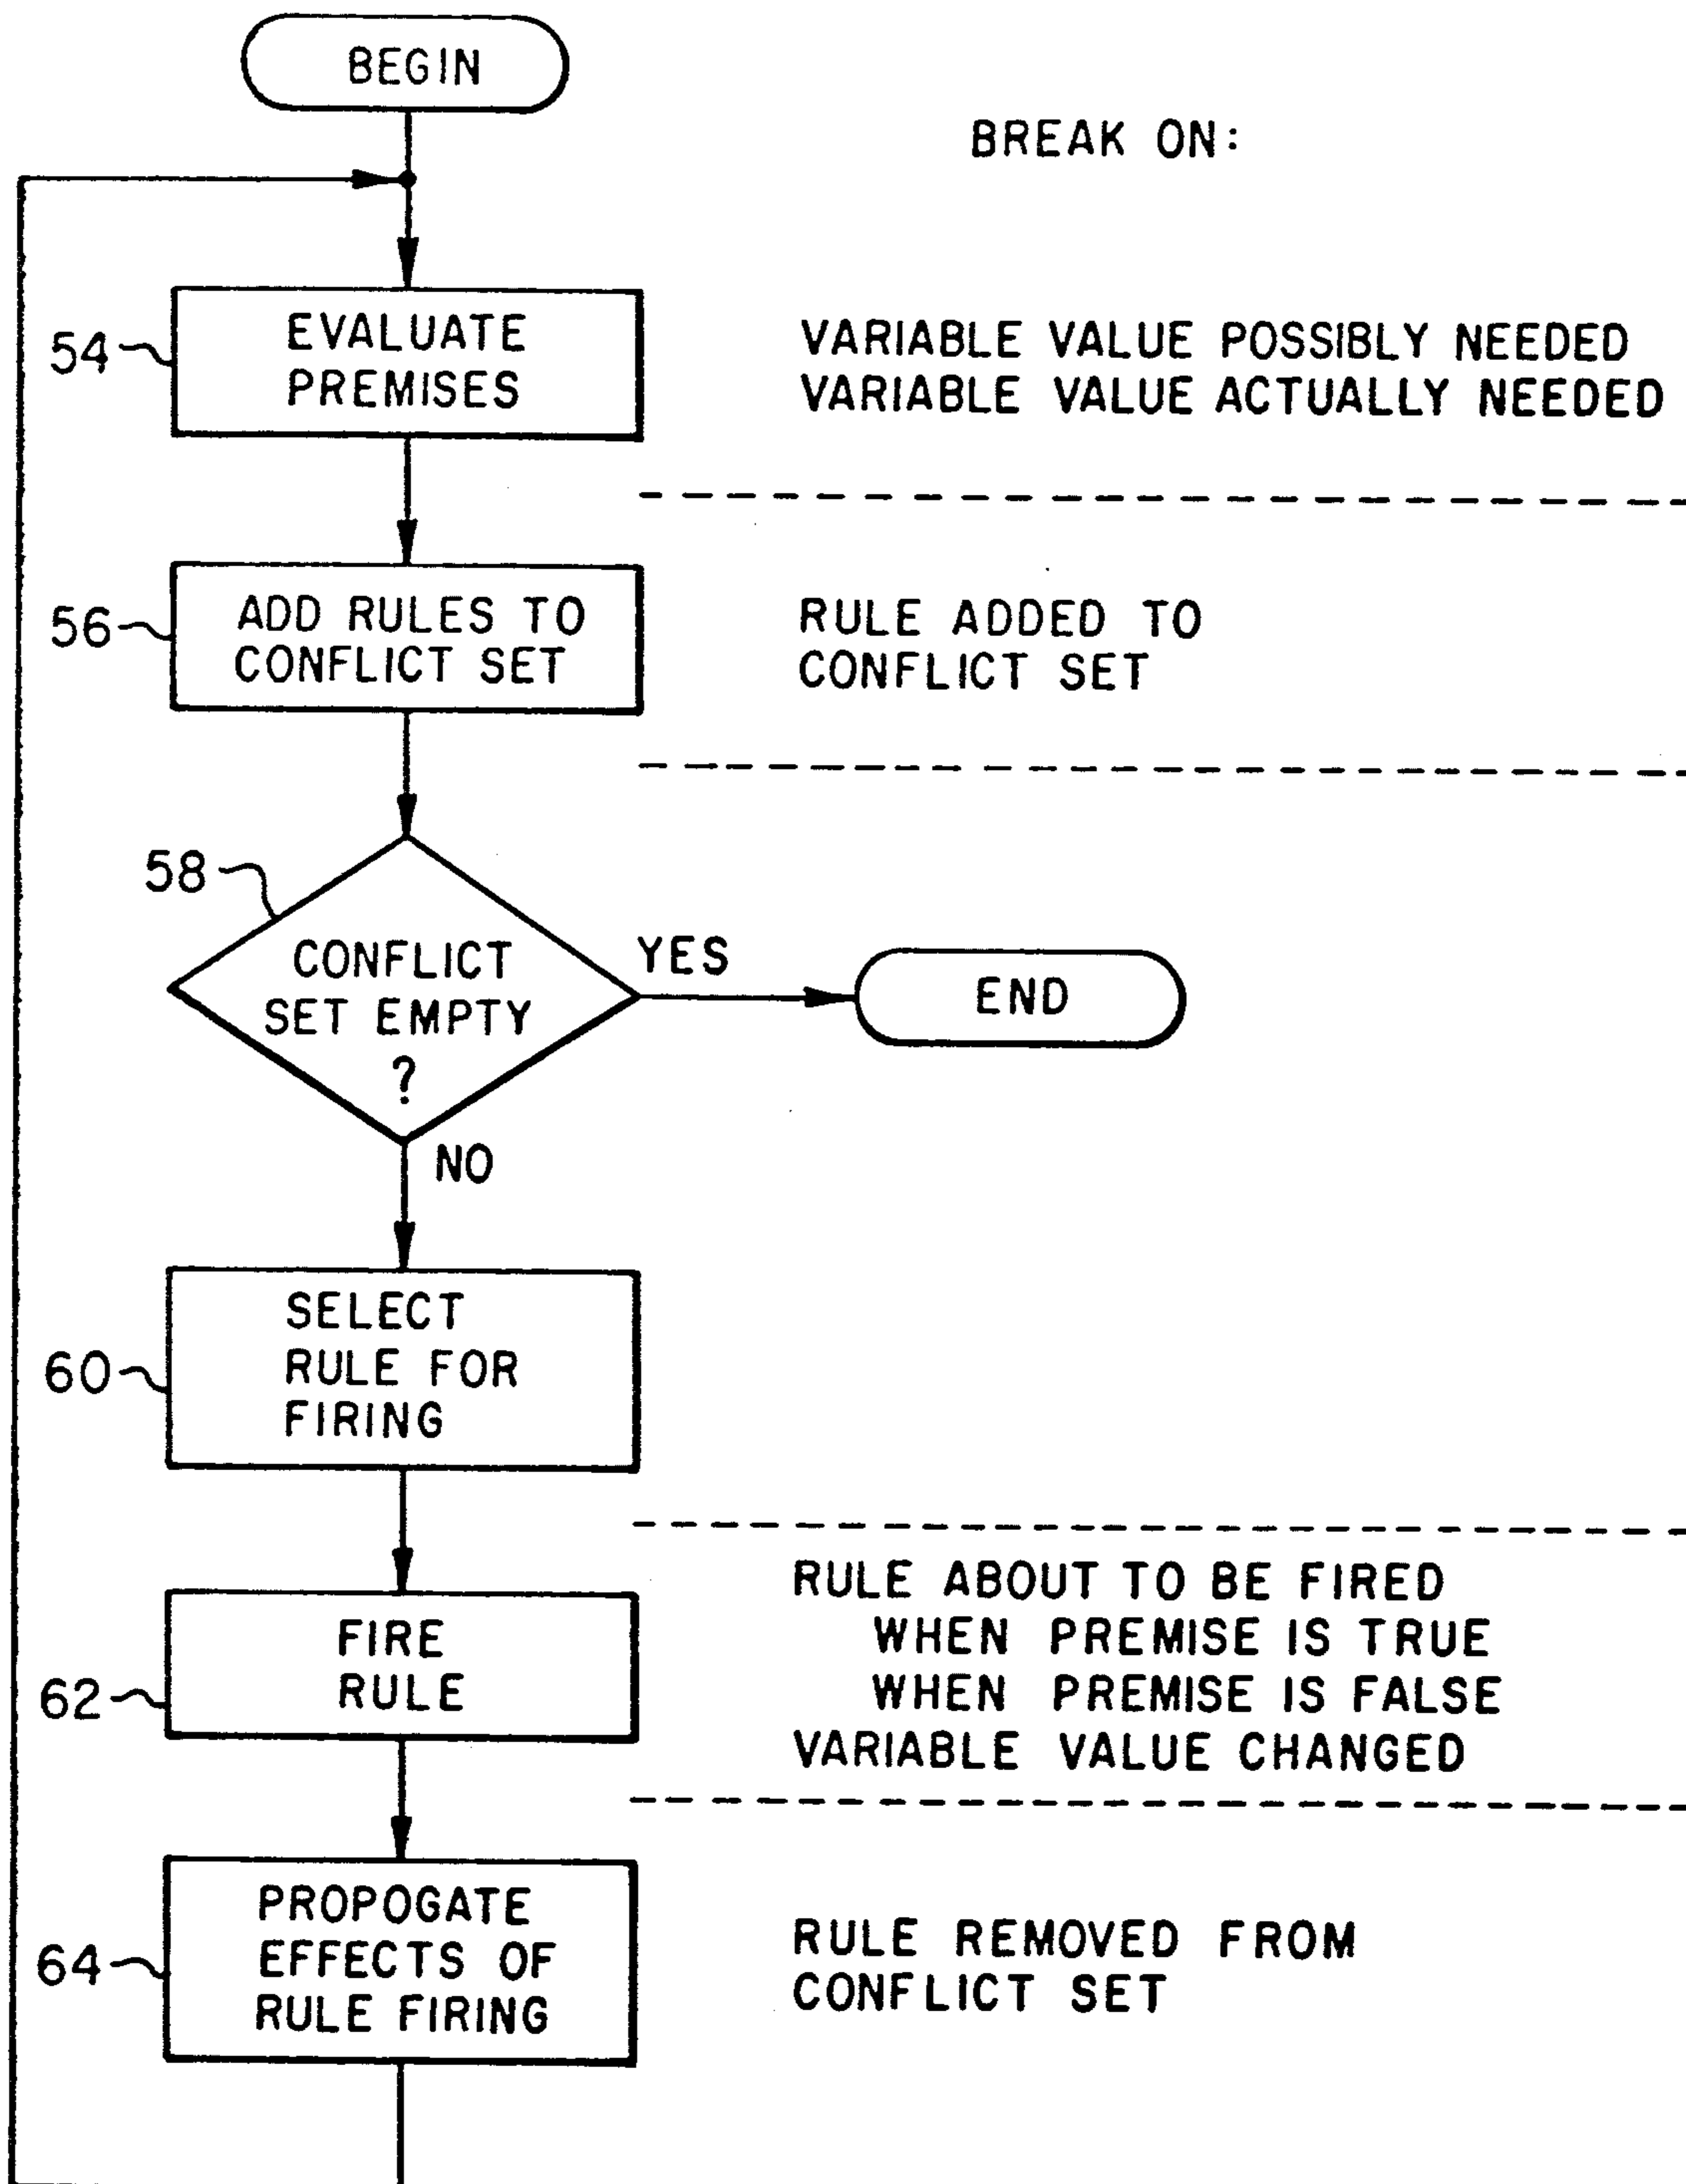 BEGIN
BREAK ON:
54
EVALUATE
PREMISES
VARIABLE VALUE POSSIBLY NEEDED
VARIABLE VALUE ACTUALLY NEEDED
56
ADD RULES TO
CONFLICT SET
RULE ADDED TO
CONFLICT SET
58
CONFLICT
SET EMPTY
?
YES
END
NO
60
SELECT
RULE FOR
FIRING
62
FIRE
RULE
RULE ABOUT TO BE FIRED
WHEN PREMISE IS TRUE
WHEN PREMISE IS FALSE
VARIABLE VALUE CHANGED
64
PROPOGATE
EFFECTS OF
RULE FIRING
RULE REMOVED FROM
CONFLICT SET